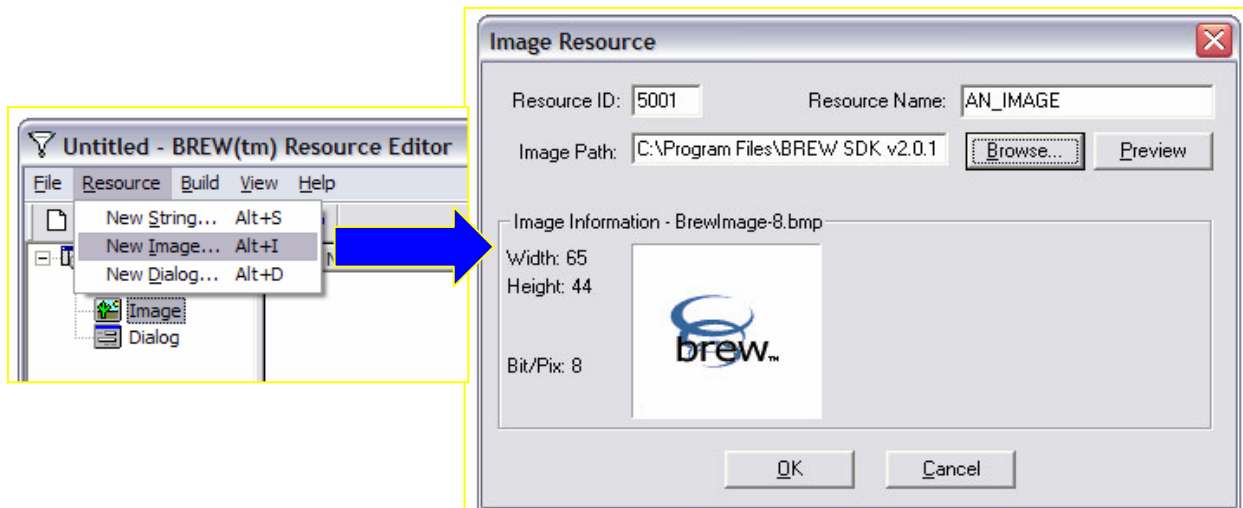 Untitled - BREW(tm) Resource Editor
File Resource Build View Help
New String... Alt+S
New Image... Alt+I
New Dialog... Alt+D
Image
Dialog
Image Resource
Resource ID: 5001 Resource Name: AN_IMAGE
Image Path: C:\Program Files\BREW SDK v2.0.1 Browse... Preview
Image Information - BrewImage-8.bmp
Width: 65
Height: 44
Bit/Pix: 8
brew™
OK Cancel